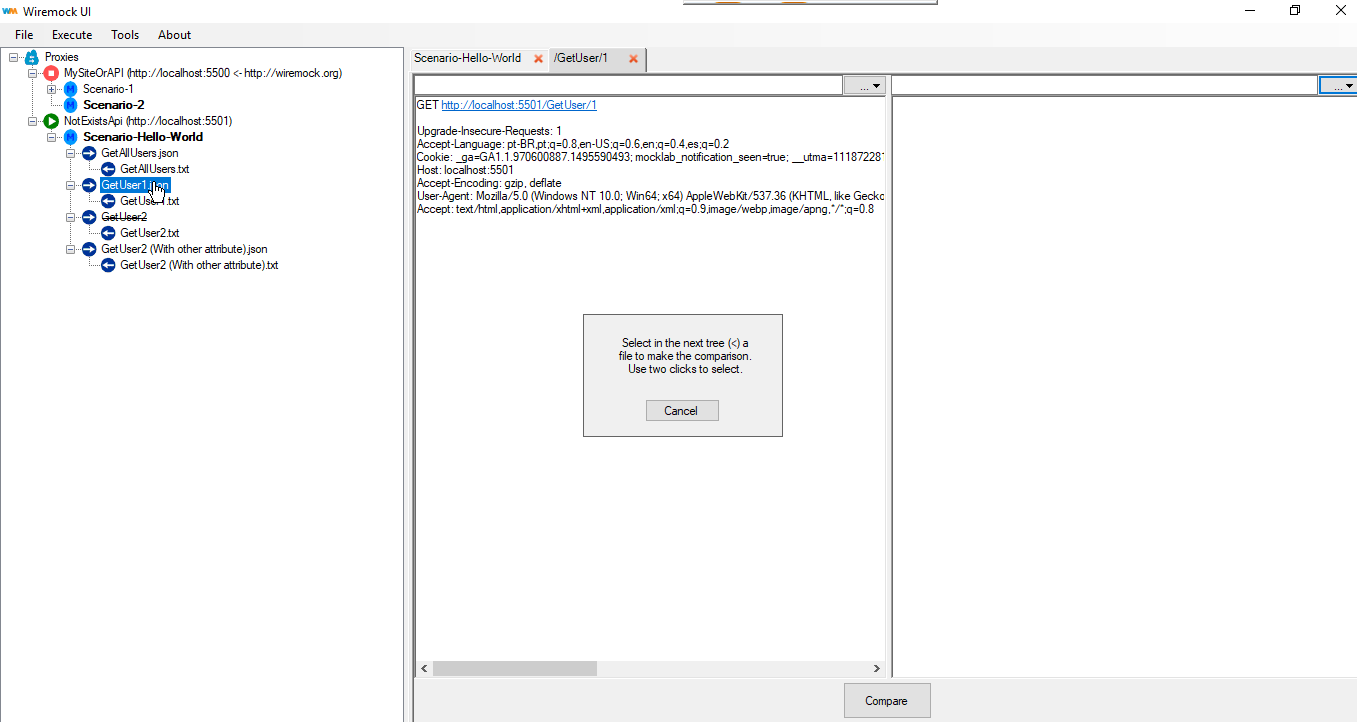 WM Wiremock UI
File Execute Tools About
Proxies
MySiteOrAPI (http://localhost:5500 <- http://wiremock.org)
Scenario-1
Scenario-2
NotExistsApi (http://localhost:5501)
Scenario-Hello-World
GetAllUsers.json
GetAllUsers.txt
GetUser1.json
GetUser1.txt
GetUser2
GetUser2.txt
GetUser2 (With other attribute).json
GetUser2 (With other attribute).txt
Scenario-Hello-World /GetUser/1
... ...
GET http://localhost:5501/GetUser/1
Upgrade-Insecure-Requests: 1
Accept-Language: pt-BR,pt;q=0.8,en-US;q=0.6,en;q=0.4,es;q=0.2
Cookie: _ga=GA1.1.970600887.1495590493; mocklab_notification_seen=true; __utma=11187228
Host: localhost:5501
Accept-Encoding: gzip, deflate
User-Agent: Mozilla/5.0 (Windows NT 10.0; Win64; x64) AppleWebKit/537.36 (KHTML, like Gecko
Accept: text/html,application/xhtml+xml,application/xml;q=0.9,image/webp,image/apng,*/*;q=0.8
Select in the next tree (<) a
file to make the comparison.
Use two clicks to select.
Cancel
Compare